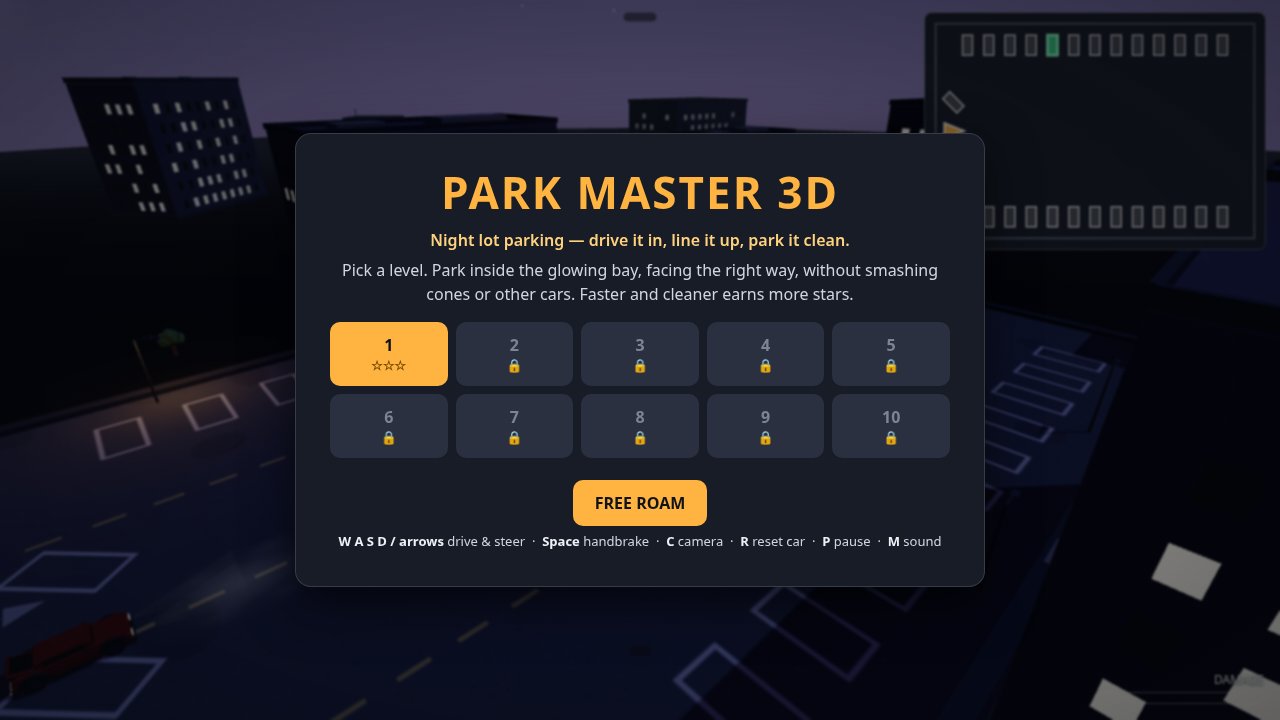 PARK MASTER 3D
Night lot parking — drive it in, line it up, park it clean.
Pick a level. Park inside the glowing bay, facing the right way, without smashing
cones or other cars. Faster and cleaner earns more stars.
1 2 3 4 5
☆☆☆ 🔒 🔒 🔒 🔒
6 7 8 9 10
🔒 🔒 🔒 🔒 🔒
FREE ROAM
W A S D / arrows drive & steer · Space handbrake · C camera · R reset car · P pause · M sound